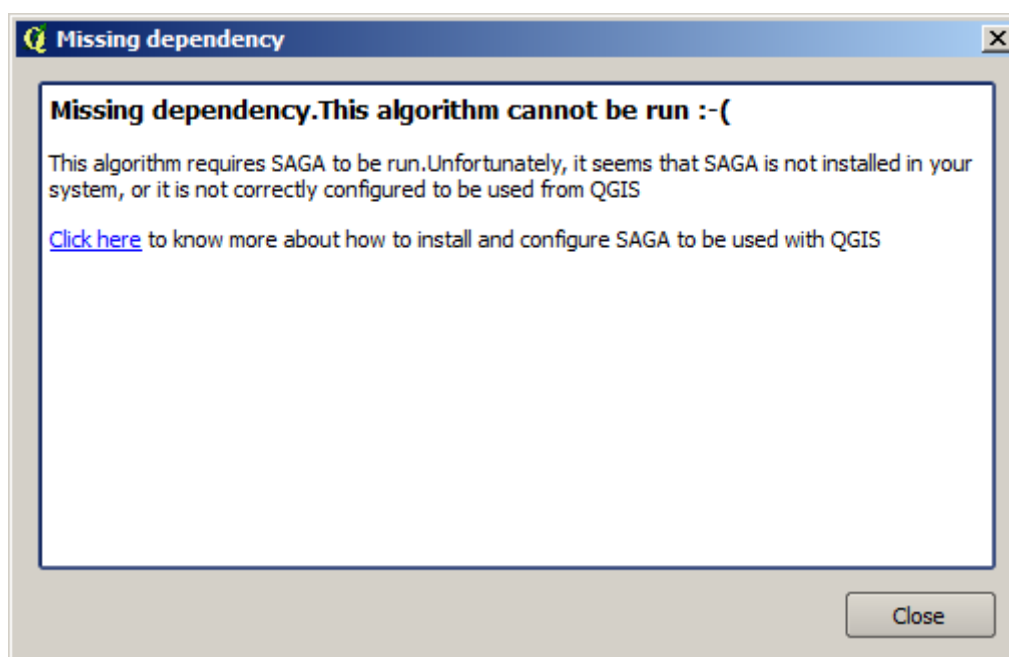 Missing dependency
Missing dependency.This algorithm cannot be run :-(
This algorithm requires SAGA to be run.Unfortunately, it seems that SAGA is not installed in your
system, or it is not correctly configured to be used from QGIS
Click here to know more about how to install and configure SAGA to be used with QGIS
Close